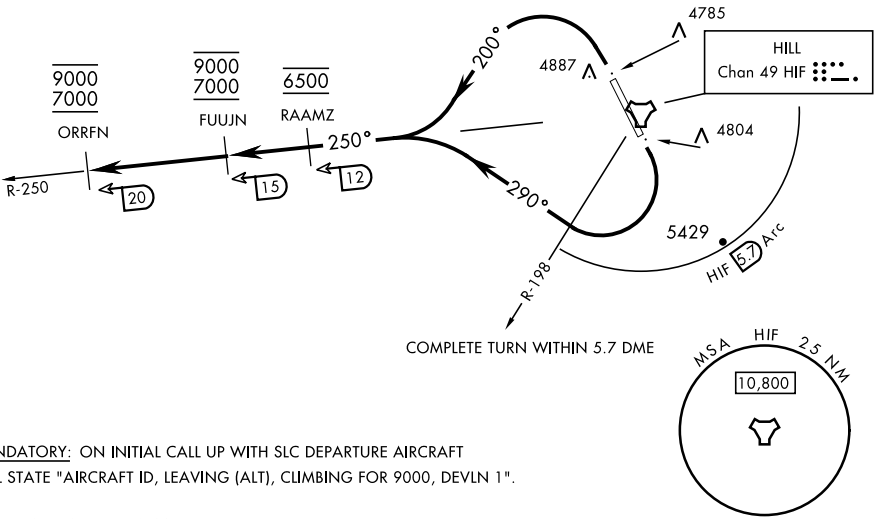 4785
HILL
Chan 49 HIF
4887
200°
9000
7000
ORRFN
9000
7000
FUUJN
6500
RAAMZ
4804
250°
R-250
20
15
12
290°
5429
HIF 5.7 Arc
R-198
COMPLETE TURN WITHIN 5.7 DME
MSA HIF 25 NM
10,800
NDATORY: ON INITIAL CALL UP WITH SLC DEPARTURE AIRCRAFT
STATE "AIRCRAFT ID, LEAVING (ALT), CLIMBING FOR 9000, DEVLN 1".